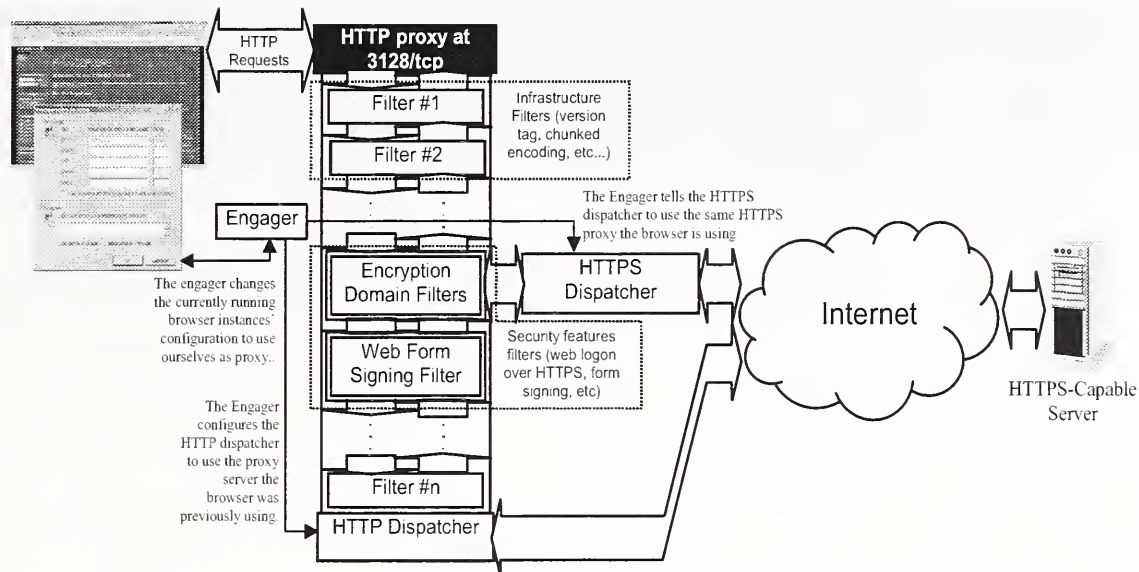 HTTP
Requests
HTTP proxy at
3128/tcp
Filter #1
Filter #2
Infrastructure
Filters (version
tag, chunked
encoding, etc...)
Engager
The Engager tells the HTTPS
dispatcher to use the same HTTPS
proxy the browser is using
The engager changes
the currently running
browser instances'
configuration to use
ourselves as proxy..
Encryption
Domain Filters
HTTPS
Dispatcher
Internet
Web Form
Signing Filter
Security features
filters (web logon
over HTTPS, form
signing, etc)
HTTPS-Capable
Server
The Engager
configures the
HTTP dispatcher
to use the proxy
server the
browser was
previously using.
Filter #n
HTTP Dispatcher